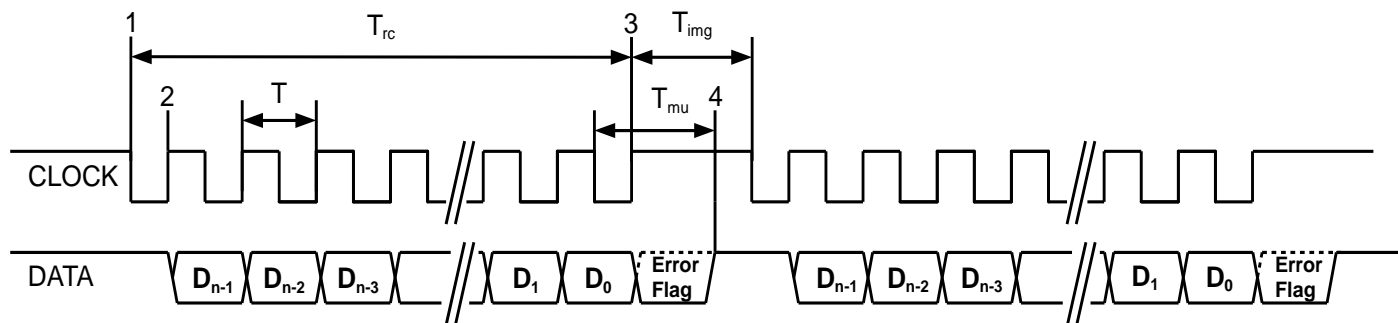 1 T_rc 3 T_img
2 T T_mu 4
CLOCK
DATA D_n-1 D_n-2 D_n-3 D_1 D_0 Error Flag D_n-1 D_n-2 D_n-3 D_1 D_0 Error Flag